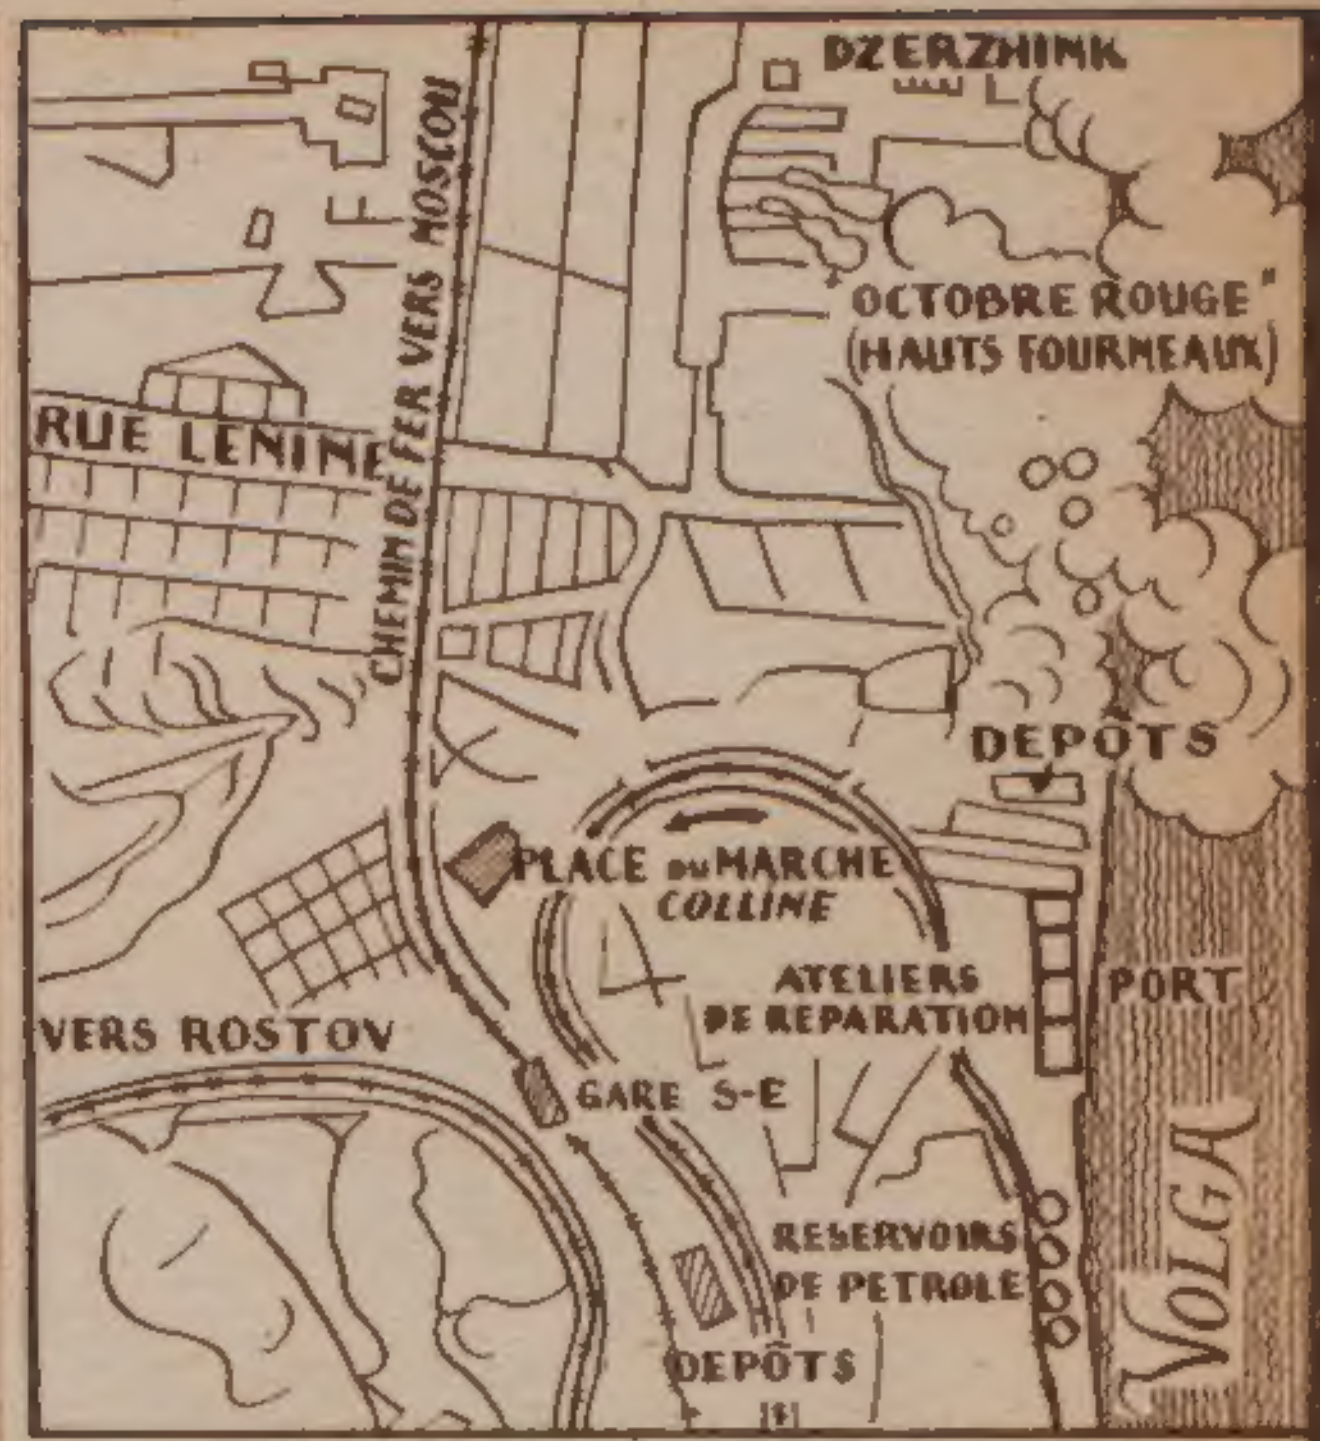 DZERZHINK
CHEMIN DE FER VERS MOSCOU
"OCTOBRE ROUGE"
(HAUTS FOURNEAUX)
RUE LENINE
DEPÔTS
PLACE DU MARCHE
COLLINE
ATELIERS
DE REPARATION
PORT
VERS ROSTOV
GARE S-E
RESERVOIRS
DE PETROLE
VOLGA
DEPÔTS